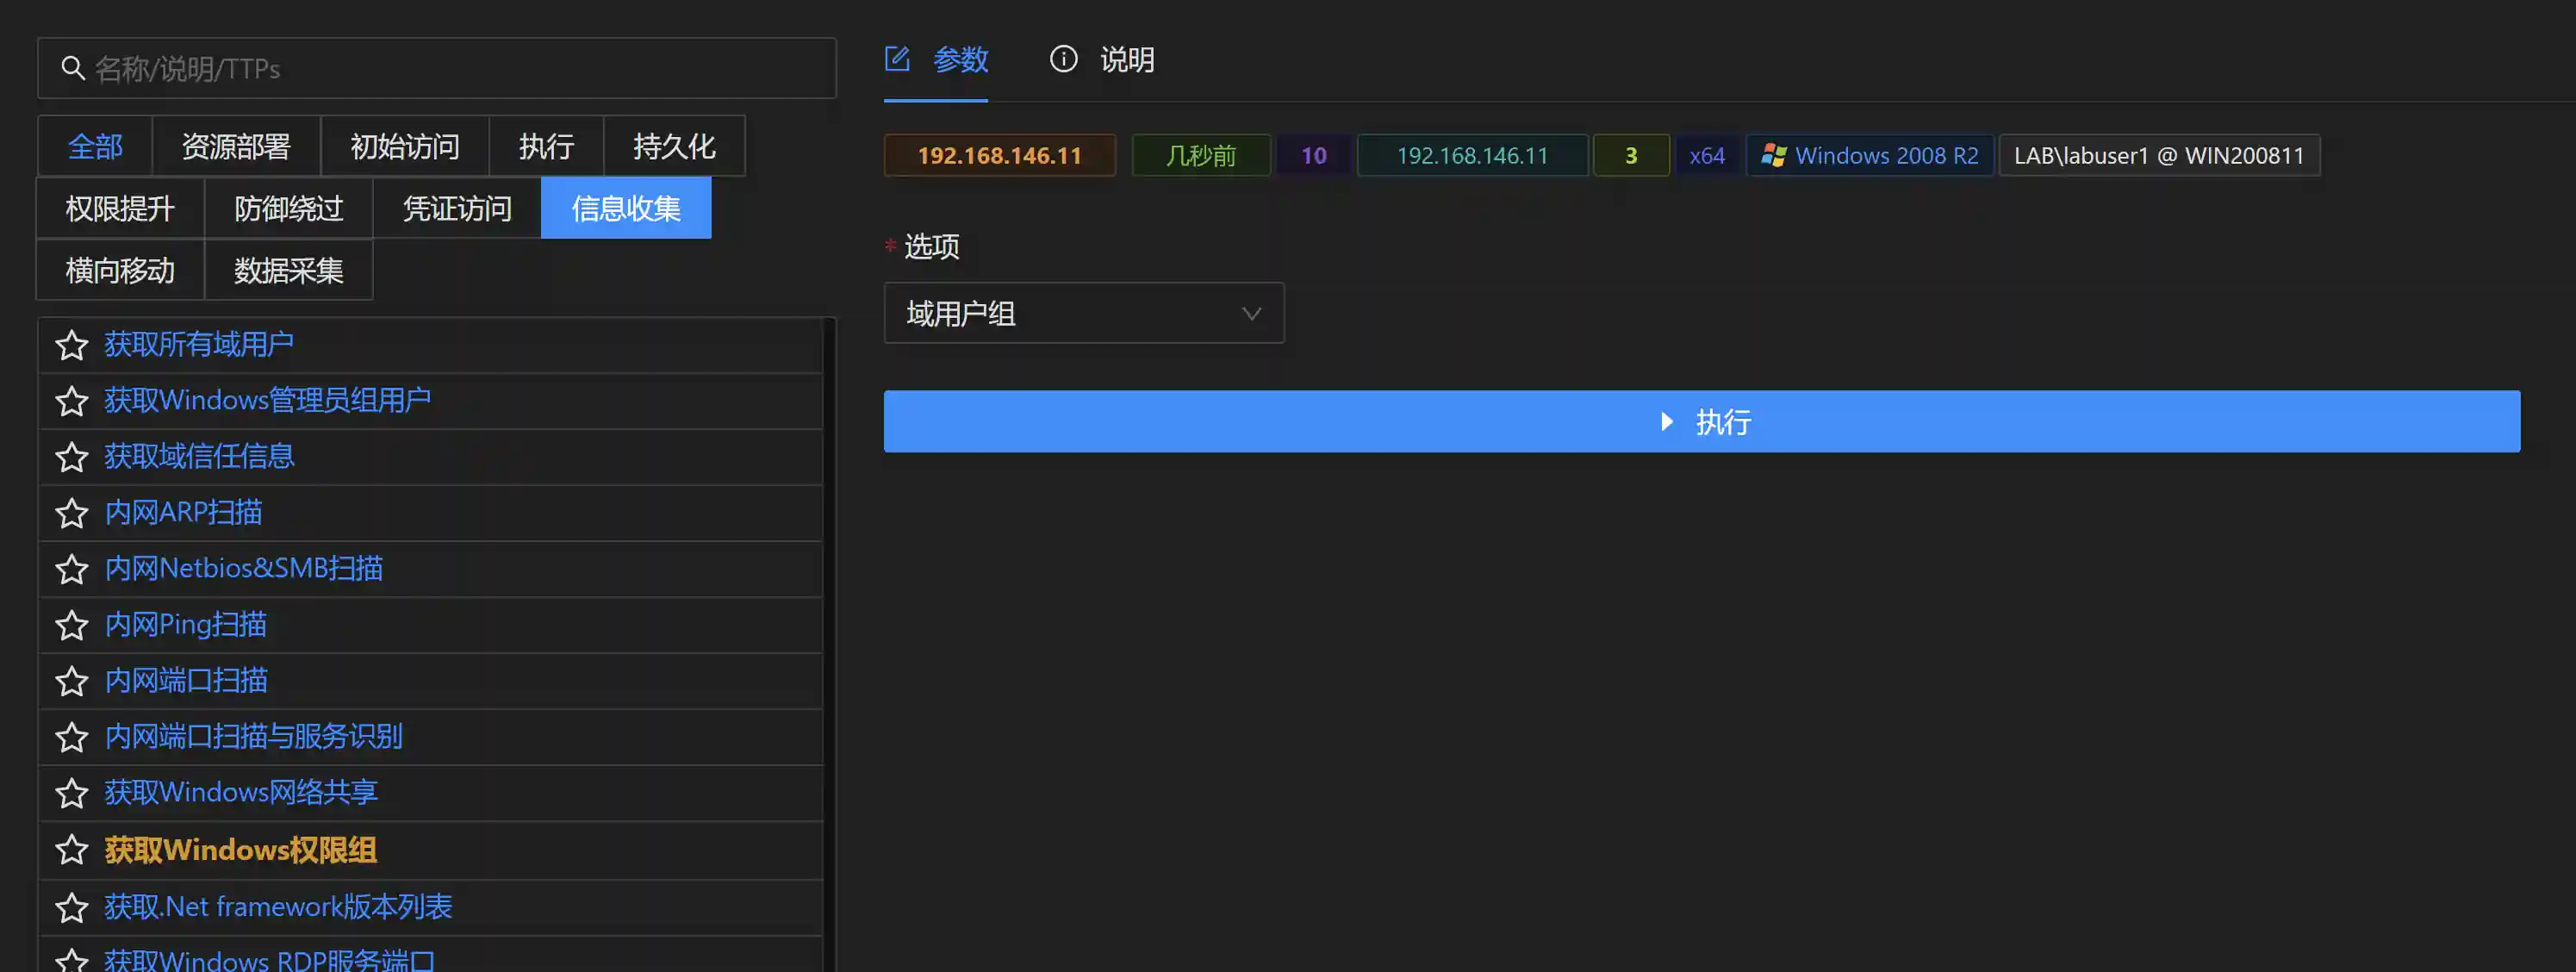 名称/说明/TTPs
全部 资源部署 初始访问 执行 持久化
权限提升 防御绕过 凭证访问 信息收集
横向移动 数据采集
获取所有域用户
获取Windows管理员组用户
获取域信任信息
内网ARP扫描
内网Netbios&SMB扫描
内网Ping扫描
内网端口扫描
内网端口扫描与服务识别
获取Windows网络共享
获取Windows权限组
获取.Net framework版本列表
获取Windows RDP服务端口
参数 说明
192.168.146.11 几秒前 10 192.168.146.11 3 x64 Windows 2008 R2 LAB\labuser1 @ WIN200811
* 选项
域用户组
执行